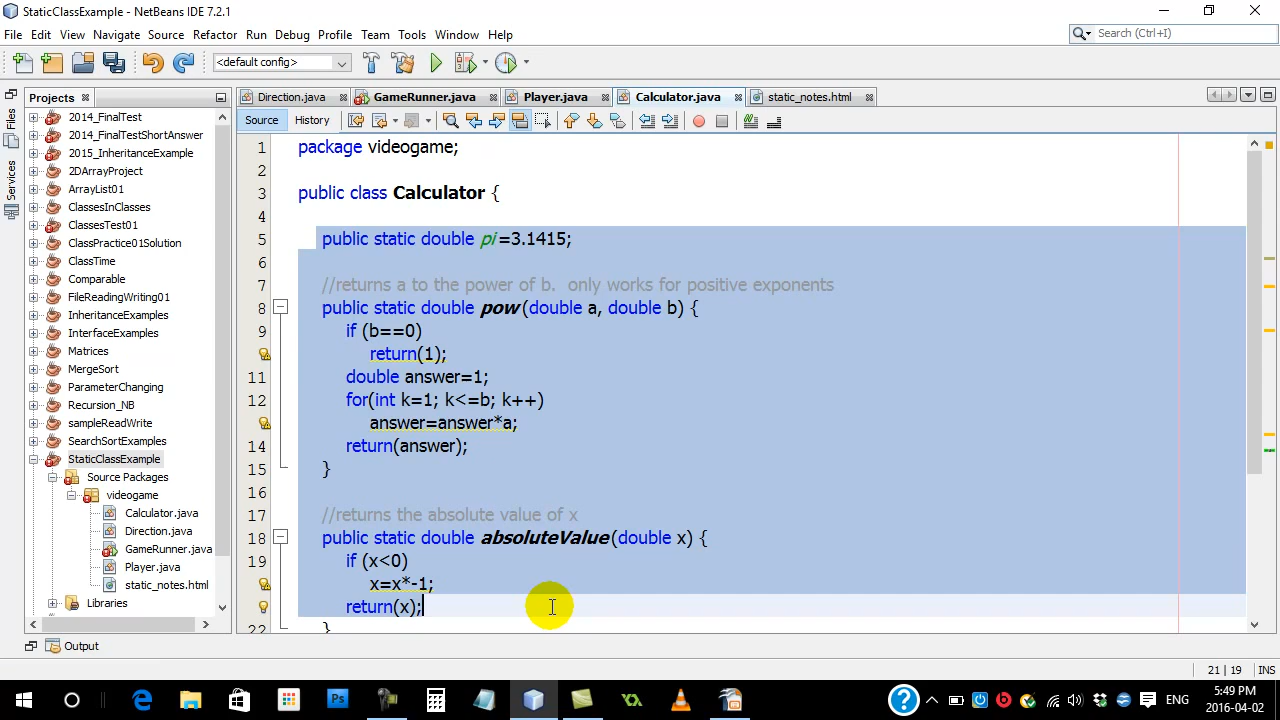 StaticClassExample - NetBeans IDE 7.2.1
File Edit View Navigate Source Refactor Run Debug Profile Team Tools Window Help
Search (Ctrl+I)
<default config>
Files
Services
Projects
2014_FinalTest
2014_FinalTestShortAnswer
2015_InheritanceExample
2DArrayProject
ArrayList01
ClassesInClasses
ClassesTest01
ClassPractice01Solution
ClassTime
Comparable
FileReadingWriting01
InheritanceExamples
InterfaceExamples
Matrices
MergeSort
ParameterChanging
Recursion_NB
sampleReadWrite
SearchSortExamples
StaticClassExample
Source Packages
videogame
Calculator.java
Direction.java
GameRunner.java
Player.java
static_notes.html
Libraries
Direction.java GameRunner.java Player.java Calculator.java static_notes.html
Source History
1 package videogame;
2
3 public class Calculator {
4
5 public static double pi=3.1415;
6
7 //returns a to the power of b. only works for positive exponents
8 public static double pow(double a, double b) {
9 if (b==0)
return(1);
11 double answer=1;
12 for(int k=1; k<=b; k++)
answer=answer*a;
14 return(answer);
15 }
16
17 //returns the absolute value of x
18 public static double absoluteValue(double x) {
19 if (x<0)
x=x*-1;
return(x);
22 }
Output
21 | 19 INS
ENG
5:49 PM
2016-04-02